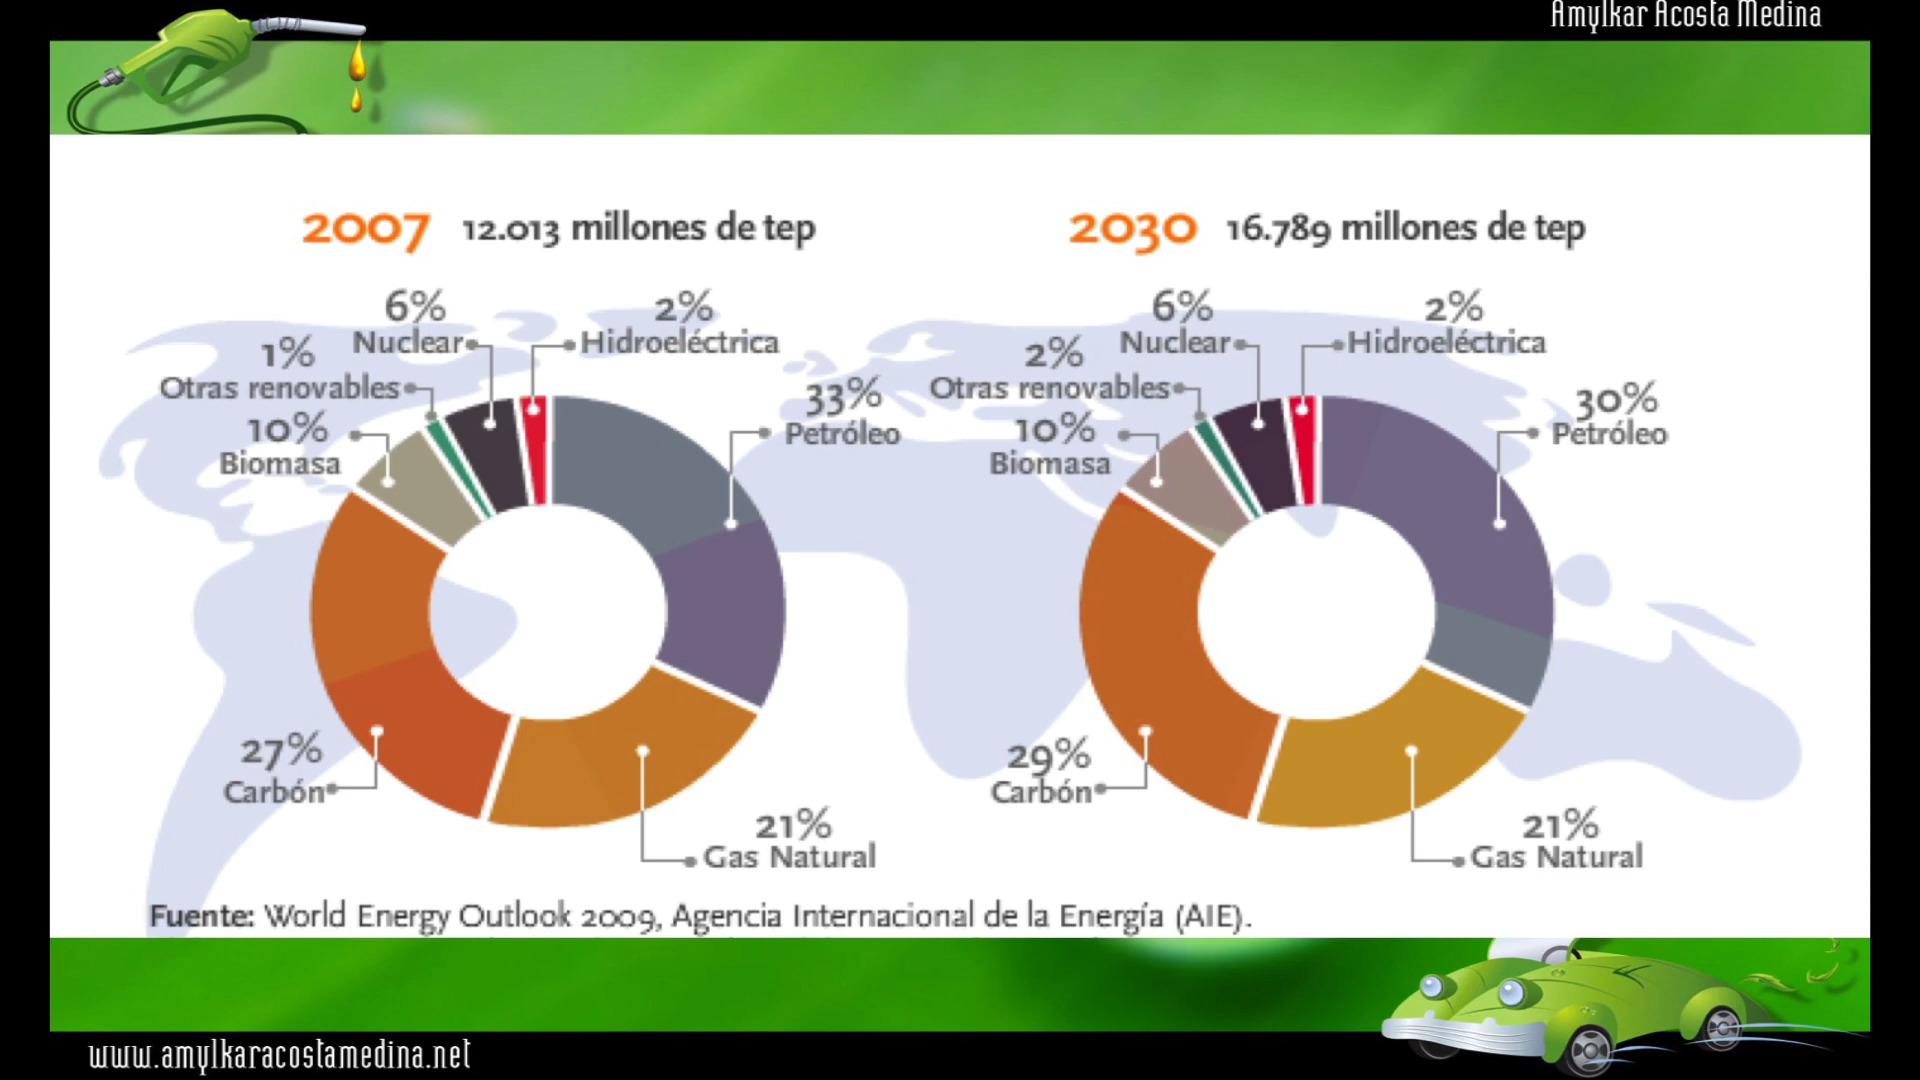 Amylkar Acosta Medina
2007 12.013 millones de tep
6%
Nuclear
2%
Hidroeléctrica
1%
Otras renovables
33%
Petróleo
10%
Biomasa
27%
Carbón
21%
Gas Natural
2030 16.789 millones de tep
6%
Nuclear
2%
Hidroeléctrica
2%
Otras renovables
30%
Petróleo
10%
Biomasa
29%
Carbón
21%
Gas Natural
Fuente: World Energy Outlook 2009, Agencia Internacional de la Energía (AIE).
www.amylkaracostamedina.net